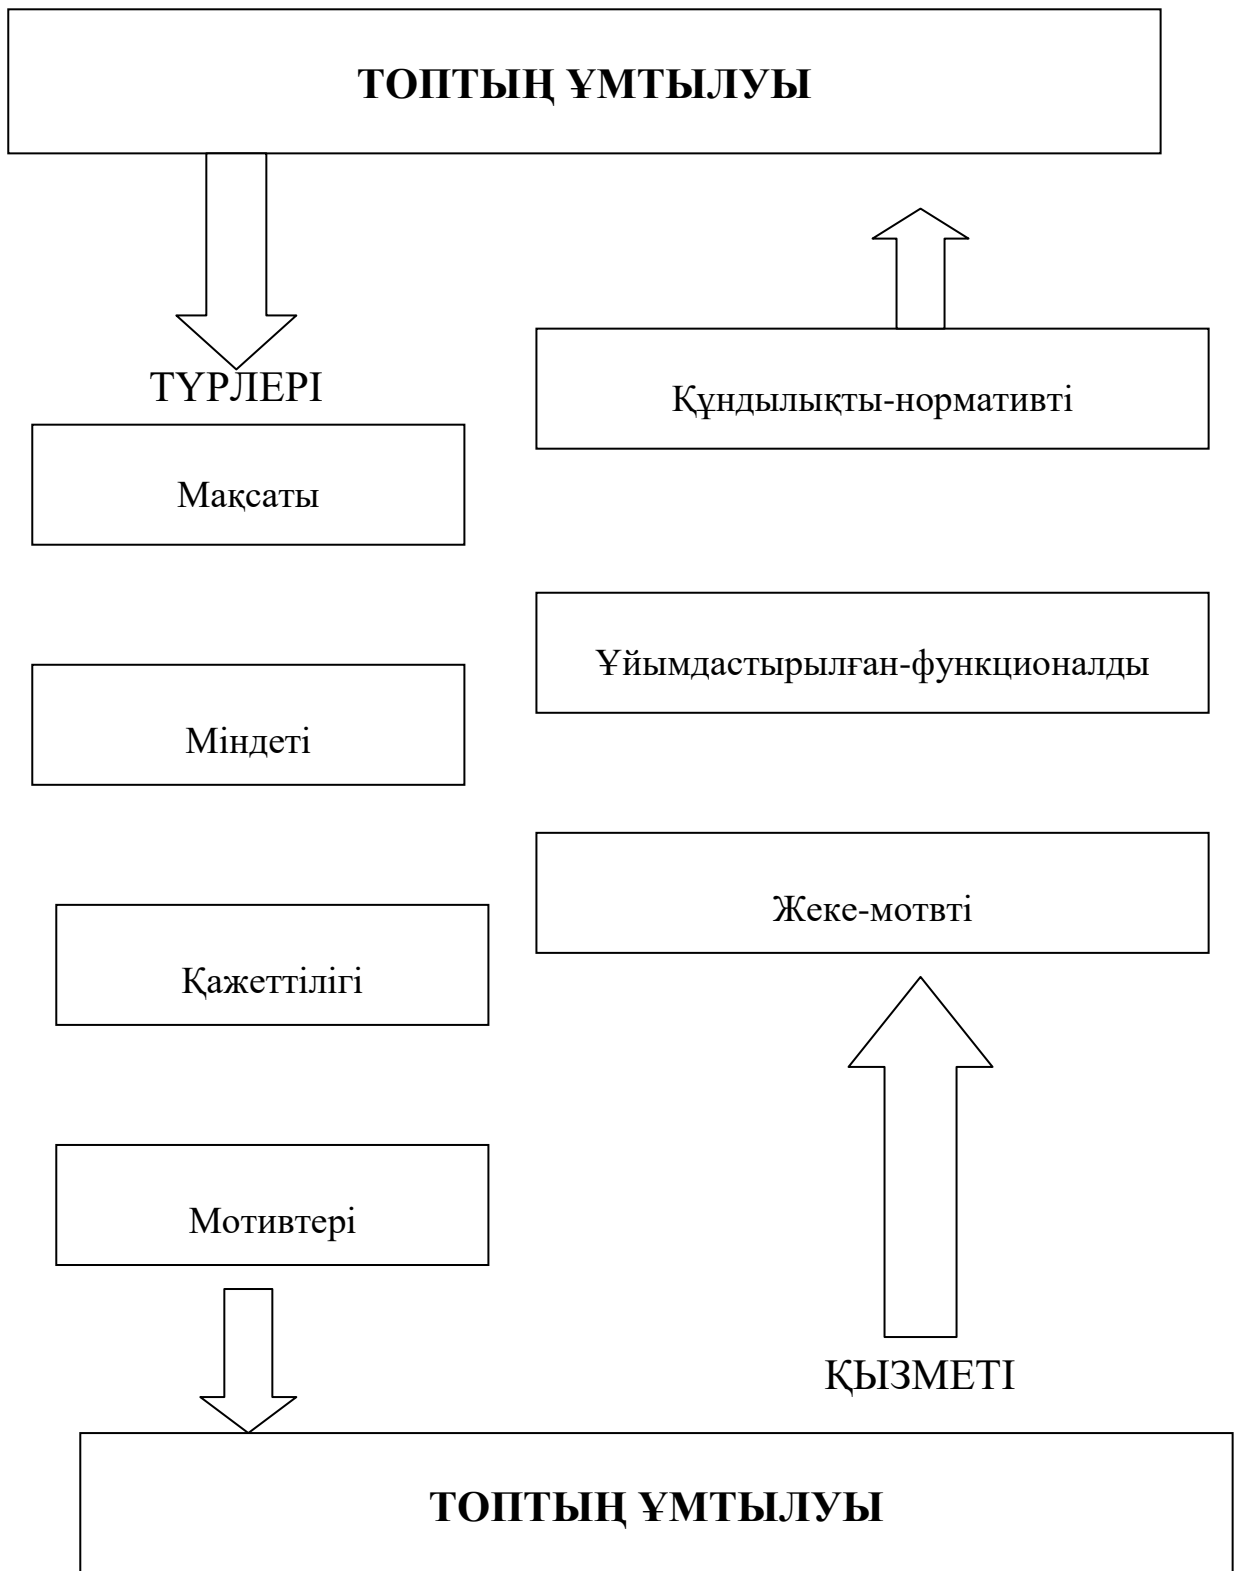 ТОПТЫҢ ҰМТЫЛУЫ
ТҮРЛЕРІ
Мақсаты
Міндеті
Қажеттілігі
Мотивтері
Құндылықты-нормативті
Ұйымдастырылған-функционалды
Жеке-мотвті
ҚЫЗМЕТІ
ТОПТЫҢ ҰМТЫЛУЫ